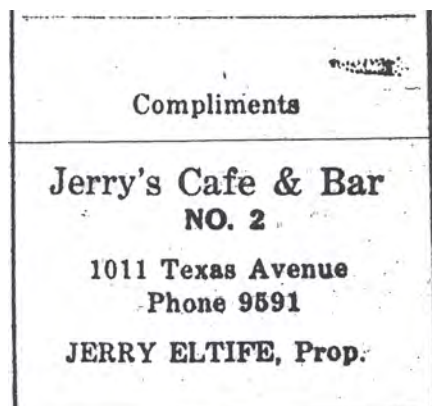 Compliments
Jerry's Cafe & Bar
NO. 2
1011 Texas Avenue
Phone 9591
JERRY ELTIFE, Prop.